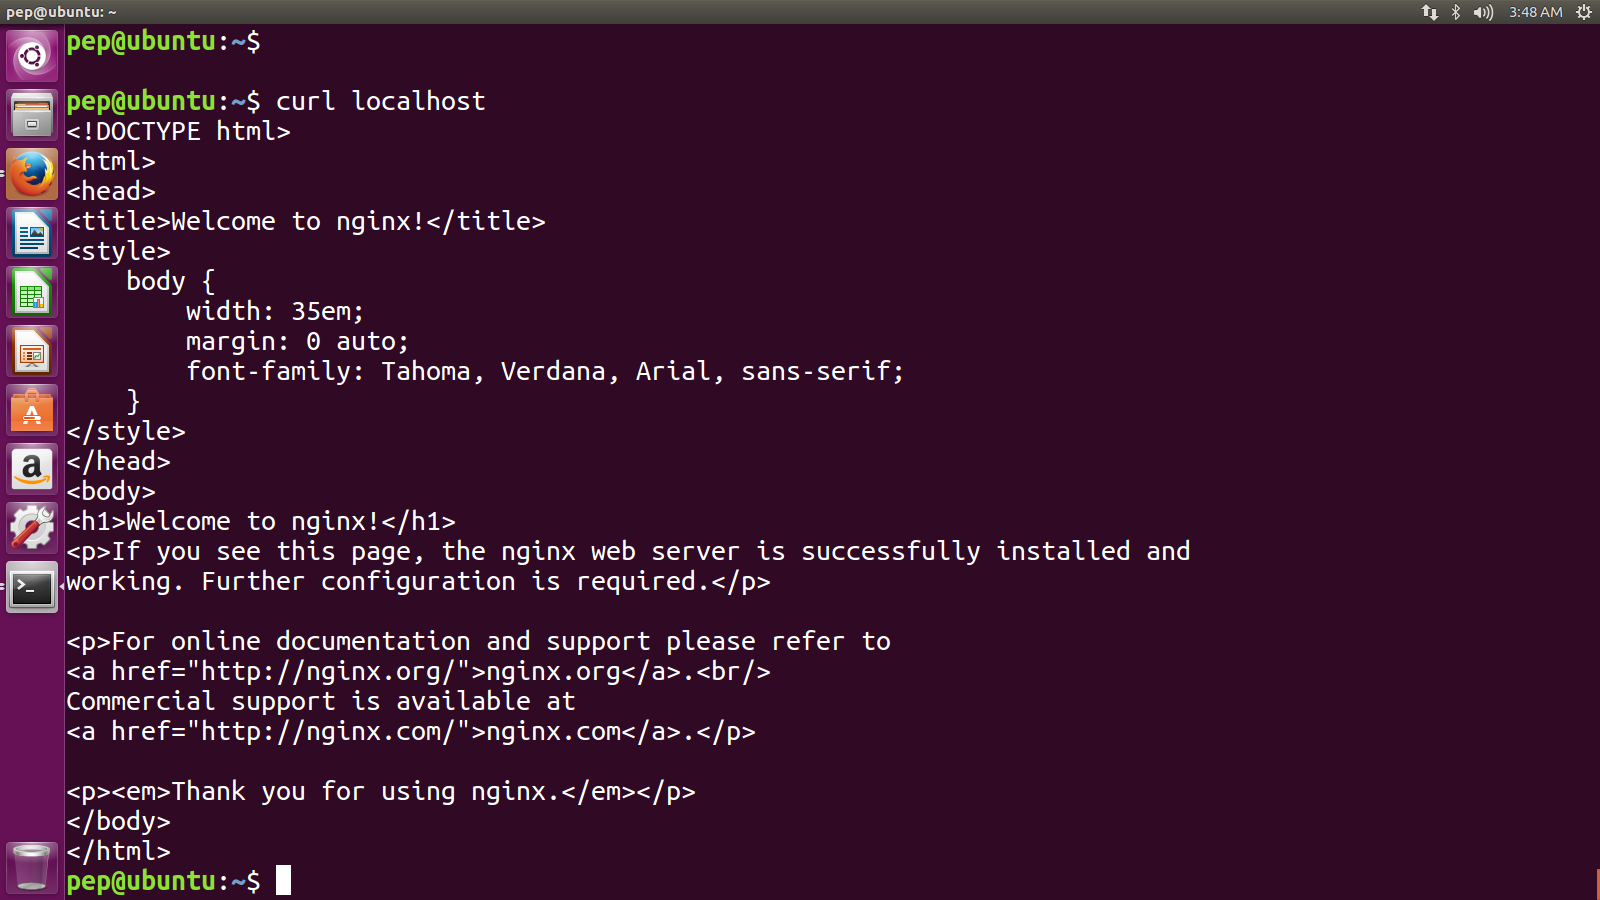 pep@ubuntu: ~
3:48 AM
pep@ubuntu:~$
pep@ubuntu:~$ curl localhost
<!DOCTYPE html>
<html>
<head>
<title>Welcome to nginx!</title>
<style>
    body {
        width: 35em;
        margin: 0 auto;
        font-family: Tahoma, Verdana, Arial, sans-serif;
    }
</style>
</head>
<body>
<h1>Welcome to nginx!</h1>
<p>If you see this page, the nginx web server is successfully installed and
working. Further configuration is required.</p>
<p>For online documentation and support please refer to
<a href="http://nginx.org/">nginx.org</a>.<br/>
Commercial support is available at
<a href="http://nginx.com/">nginx.com</a>.</p>
<p><em>Thank you for using nginx.</em></p>
</body>
</html>
pep@ubuntu:~$